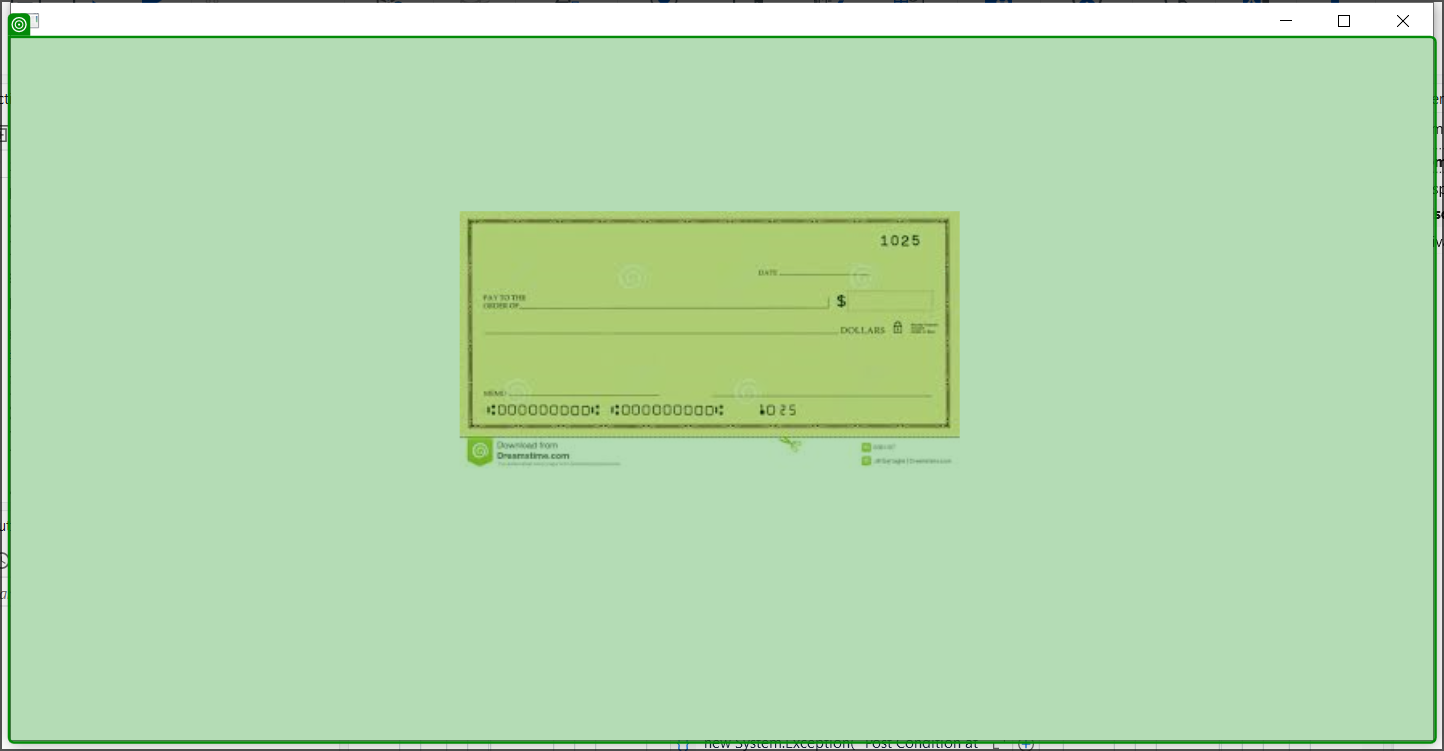 1025
DATE
PAY TO THE
ORDER OF
$
DOLLARS
MEMO
⑆000000000⑆ ⑆000000000⑆ 1025
Download from
Dreamstime.com
new System.Exception( "Post Condition at